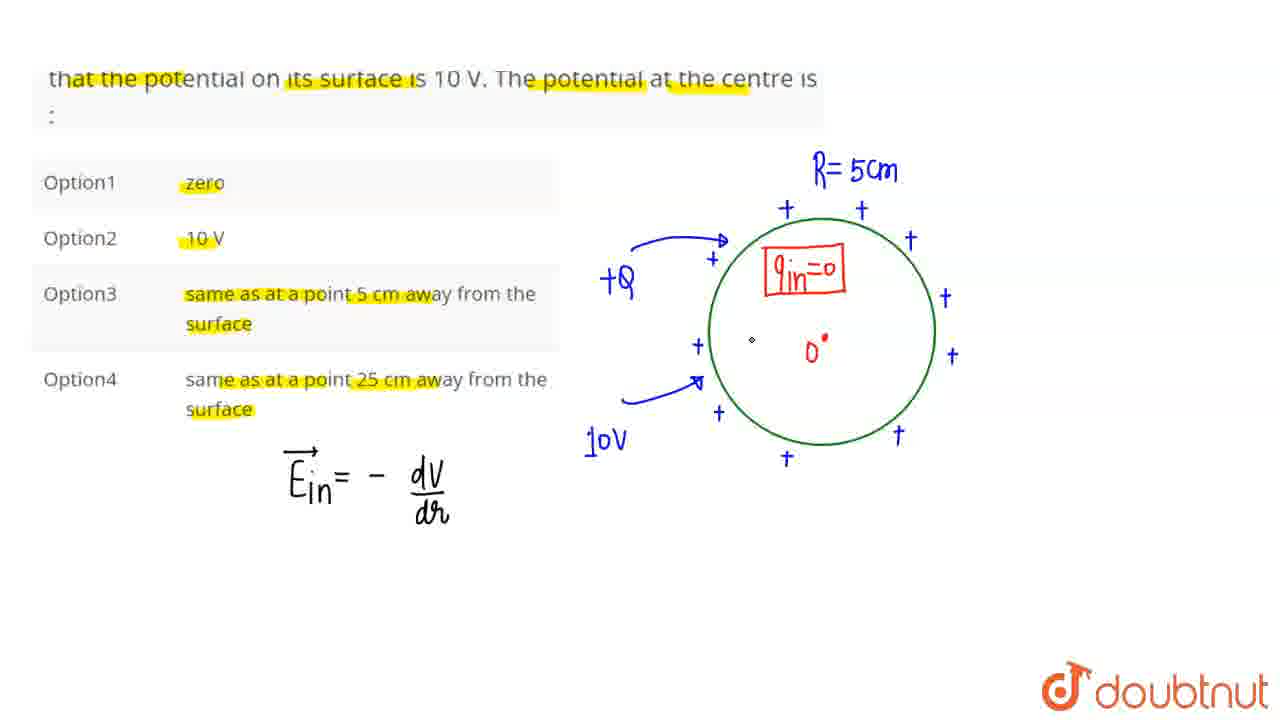 that the potential on its surface is 10 V. The potential at the centre is
:
Option1 zero
Option2 10 V
Option3 same as at a point 5 cm away from the
surface
Option4 same as at a point 25 cm away from the
surface
R = 5cm
+ +
+
+
+Q
qin=0
+
+
+
O
10V
+
+
+
E⃗in = - dV/dr
doubtnut